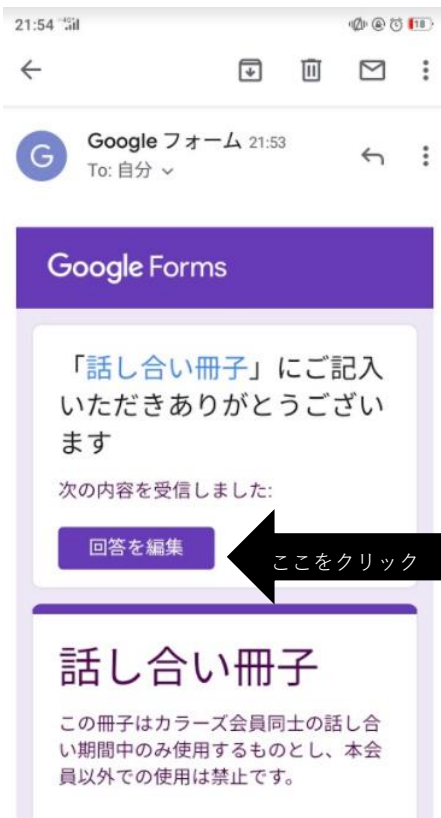 21:54
18
Google フォーム 21:53
G
To: 自分
Google Forms
「話し合い冊子」にご記入
いただきありがとうござい
ます
次の内容を受信しました:
回答を編集
ここをクリック
話し合い冊子
この冊子はカラーズ会員同士の話し合
い期間中のみ使用するものとし、本会
員以外での使用は禁止です。